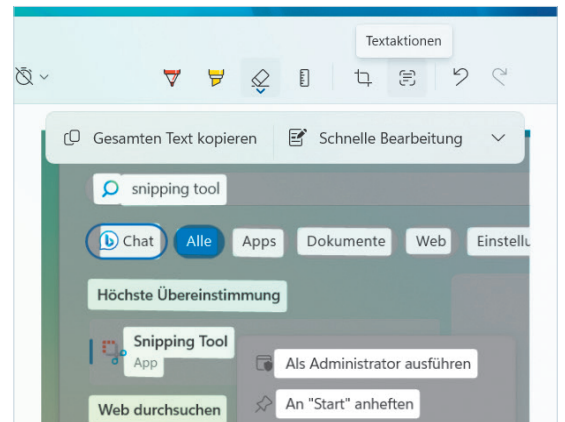 Textaktionen
Gesamten Text kopieren Schnelle Bearbeitung
snipping tool
Chat Alle Apps Dokumente Web Einstellu
Höchste Übereinstimmung
Snipping Tool
App
Als Administrator ausführen
An "Start" anheften
Web durchsuchen